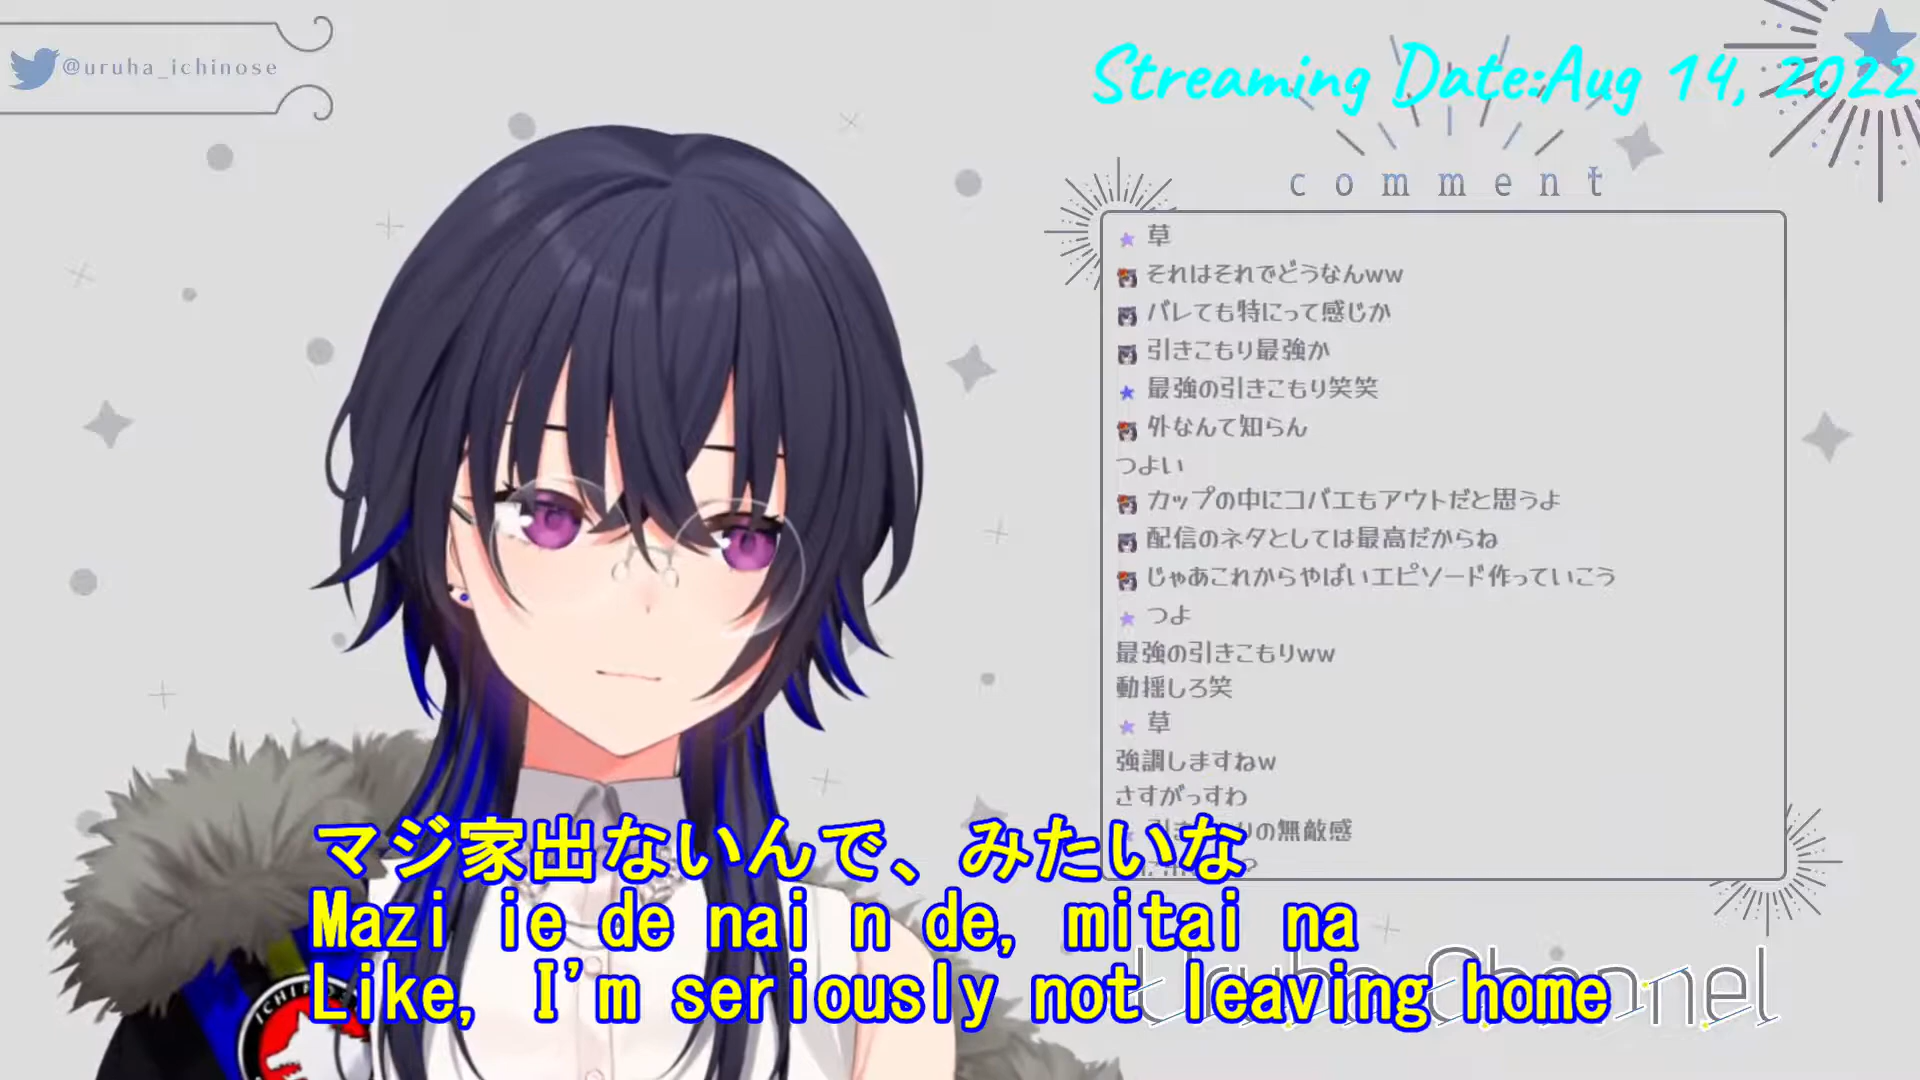 @uruha_ichinose
Streaming Date:Aug 14, 2022
comment
草
それはそれでどうなんww
バレても特にって感じか
引きこもり最強か
最強の引きこもり笑笑
外なんて知らん
つよい
カップの中にコバエもアウトだと思うよ
配信のネタとしては最高だからね
じゃあこれからやばいエピソード作っていこう
つよ
最強の引きこもりww
動揺しろ笑
草
強調しますねw
さすがっすわ
引きこもりの無敵感
マジ家出ないんで、みたいな
Mazi ie de nai n de, mitai na
Like, I'm seriously not leaving home
Uruha Channel